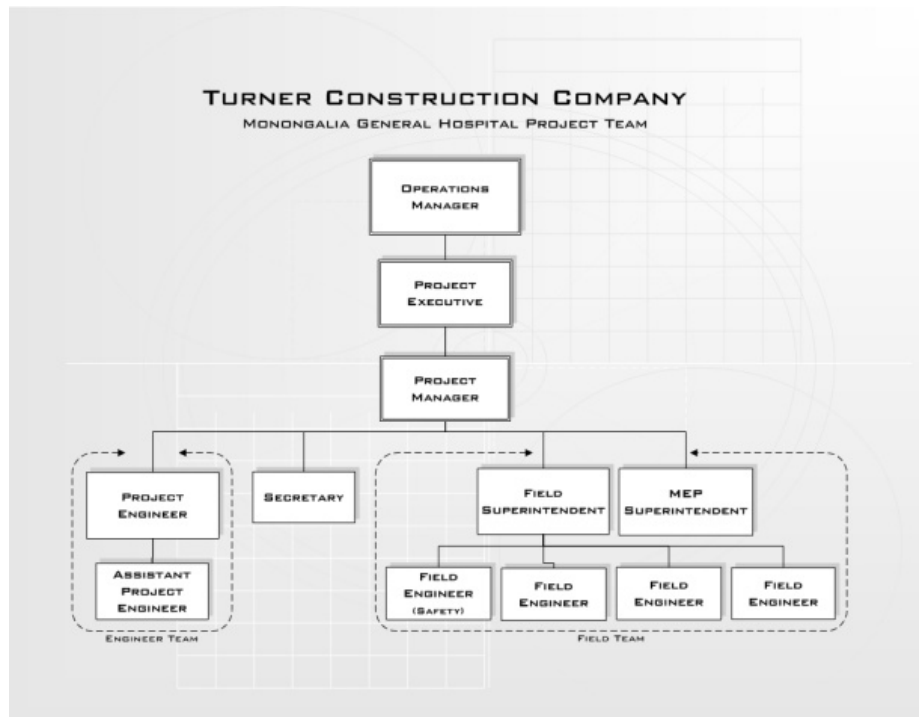 TURNER CONSTRUCTION COMPANY
MONONGALIA GENERAL HOSPITAL PROJECT TEAM
OPERATIONS
MANAGER
PROJECT
EXECUTIVE
PROJECT
MANAGER
PROJECT
ENGINEER
SECRETARY
FIELD
SUPERINTENDENT
MEP
SUPERINTENDENT
ASSISTANT
PROJECT
ENGINEER
FIELD
ENGINEER
(SAFETY)
FIELD
ENGINEER
FIELD
ENGINEER
FIELD
ENGINEER
ENGINEER TEAM
FIELD TEAM